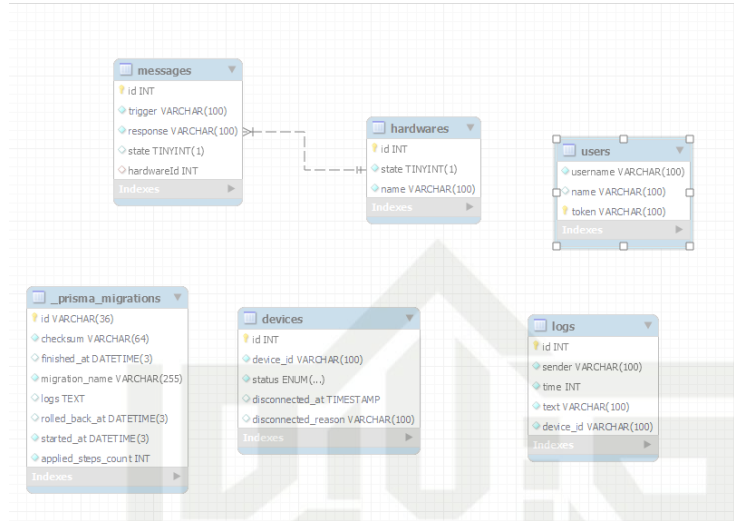 messages
id INT
trigger VARCHAR(100)
response VARCHAR(100)
state TINYINT(1)
hardwareId INT
Indexes
hardwares
id INT
state TINYINT(1)
name VARCHAR(100)
Indexes
users
username VARCHAR(100)
name VARCHAR(100)
token VARCHAR(100)
Indexes
_prisma_migrations
id VARCHAR(36)
checksum VARCHAR(64)
finished_at DATETIME(3)
migration_name VARCHAR(255)
logs TEXT
rolled_back_at DATETIME(3)
started_at DATETIME(3)
applied_steps_count INT
Indexes
devices
id INT
device_id VARCHAR(100)
status ENUM(...)
disconnected_at TIMESTAMP
disconnected_reason VARCHAR(100)
Indexes
logs
id INT
sender VARCHAR(100)
time INT
text VARCHAR(100)
device_id VARCHAR(100)
Indexes